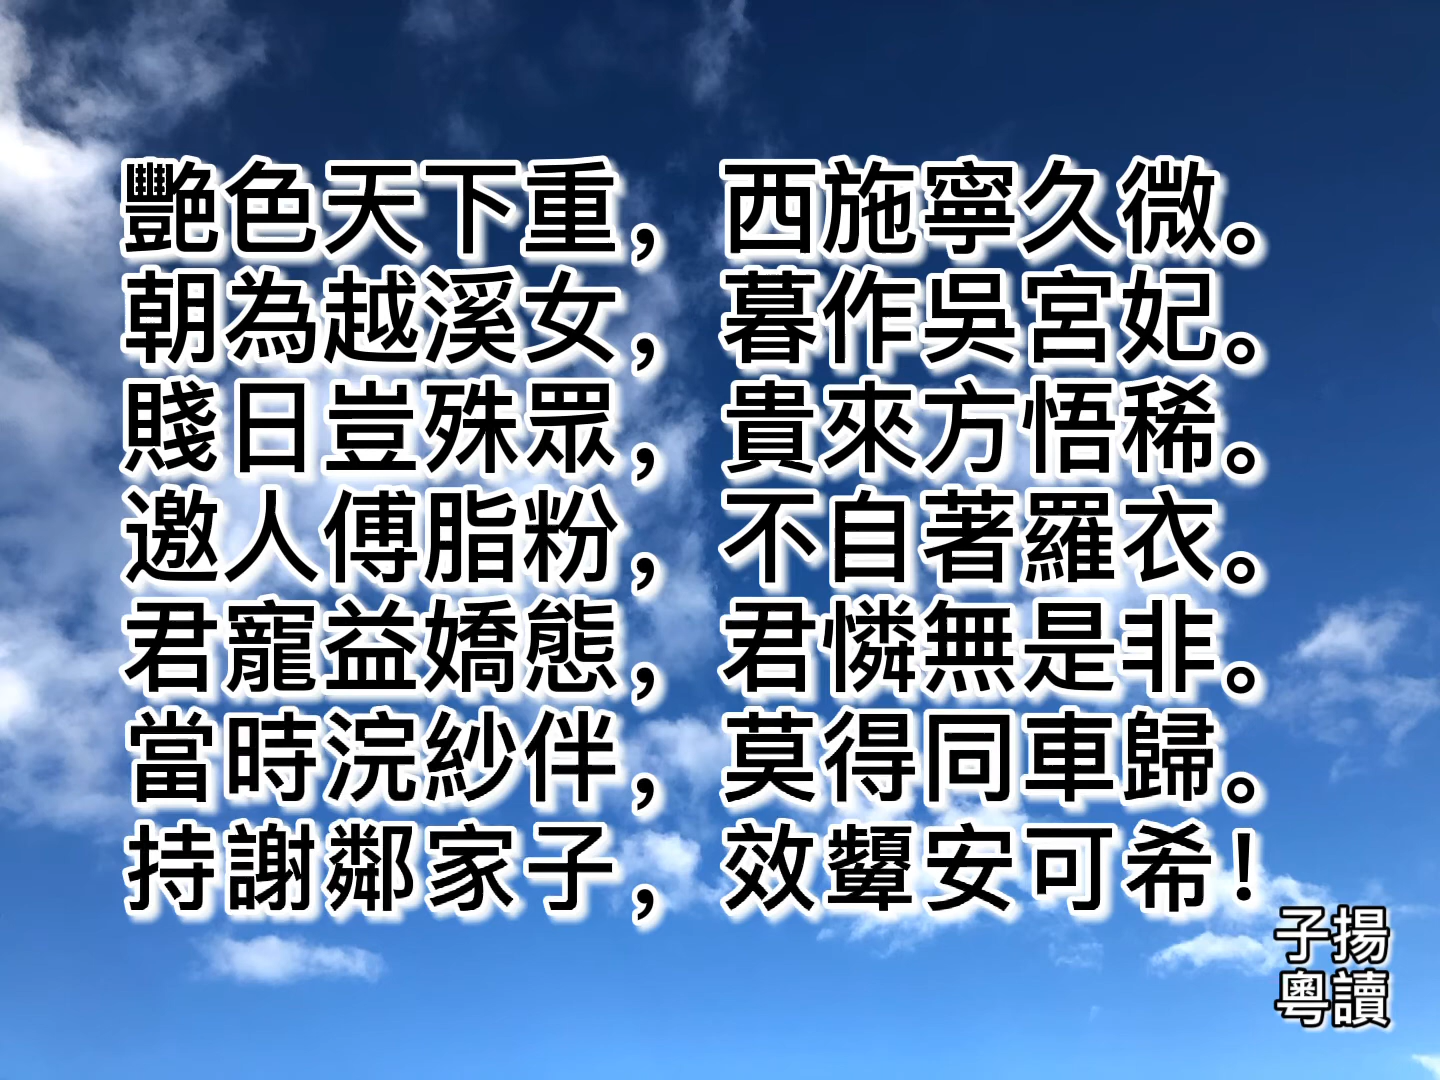 艷色天下重，西施寧久微。
朝為越溪女，暮作吳宮妃。
賤日豈殊眾，貴來方悟稀。
邀人傅脂粉，不自著羅衣。
君寵益嬌態，君憐無是非。
當時浣紗伴，莫得同車歸。
持謝鄰家子，效顰安可希！
子揚
粵讀